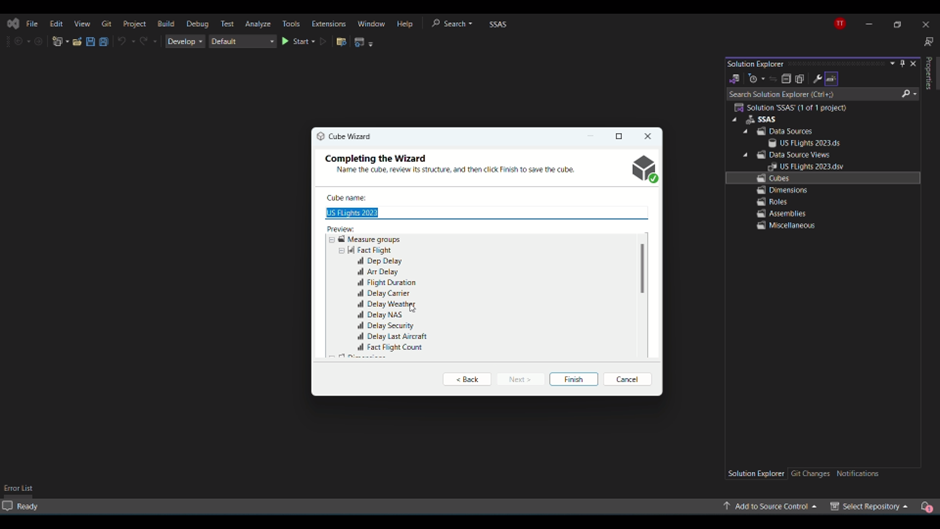 File Edit View Git Project Build Debug Test Analyze Tools Extensions Window Help Search SSAS TT
Develop Default Start
Solution Explorer
Properties
Search Solution Explorer (Ctrl+;)
Solution 'SSAS' (1 of 1 project)
SSAS
Data Sources
US FLights 2023.ds
Data Source Views
US FLights 2023.dsv
Cubes
Dimensions
Roles
Assemblies
Miscellaneous
Cube Wizard
Completing the Wizard
Name the cube, review its structure, and then click Finish to save the cube.
Cube name:
US FLights 2023
Preview:
Measure groups
Fact Flight
Dep Delay
Arr Delay
Flight Duration
Delay Carrier
Delay Weather
Delay NAS
Delay Security
Delay Last Aircraft
Fact Flight Count
Dimensions
< Back Next > Finish Cancel
Solution Explorer Git Changes Notifications
Error List
Ready Add to Source Control Select Repository 1